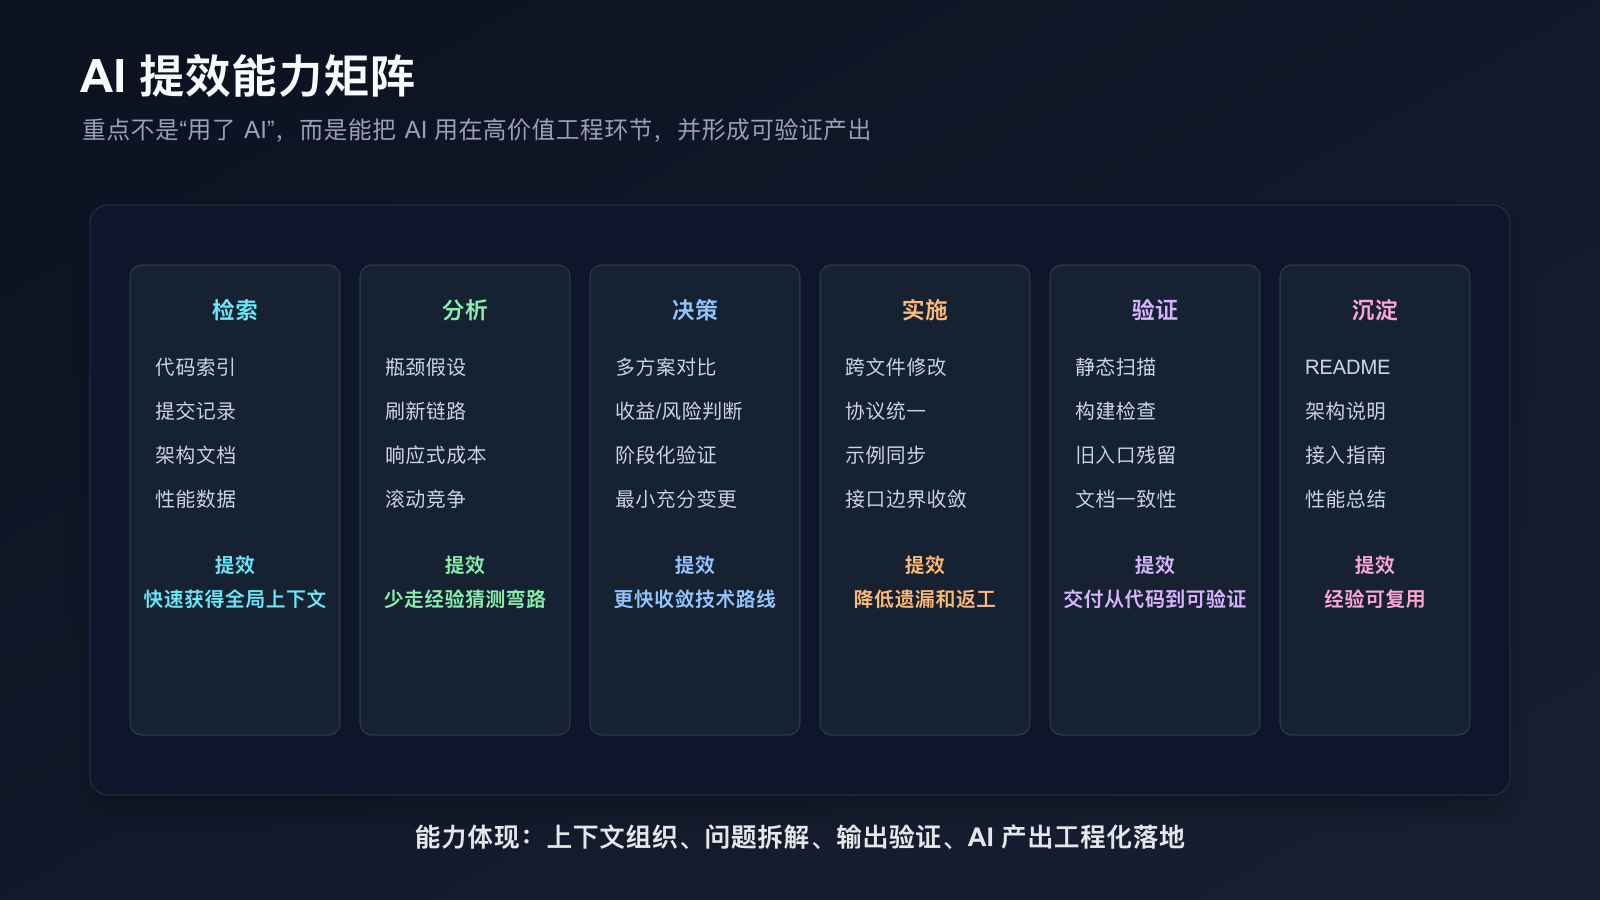 AI 提效能力矩阵
重点不是“用了 AI”，而是能把 AI 用在高价值工程环节，并形成可验证产出
检索
代码索引
提交记录
架构文档
性能数据
提效
快速获得全局上下文
分析
瓶颈假设
刷新链路
响应式成本
滚动竞争
提效
少走经验猜测弯路
决策
多方案对比
收益/风险判断
阶段化验证
最小充分变更
提效
更快收敛技术路线
实施
跨文件修改
协议统一
示例同步
接口边界收敛
提效
降低遗漏和返工
验证
静态扫描
构建检查
旧入口残留
文档一致性
提效
交付从代码到可验证
沉淀
README
架构说明
接入指南
性能总结
提效
经验可复用
能力体现：上下文组织、问题拆解、输出验证、AI 产出工程化落地